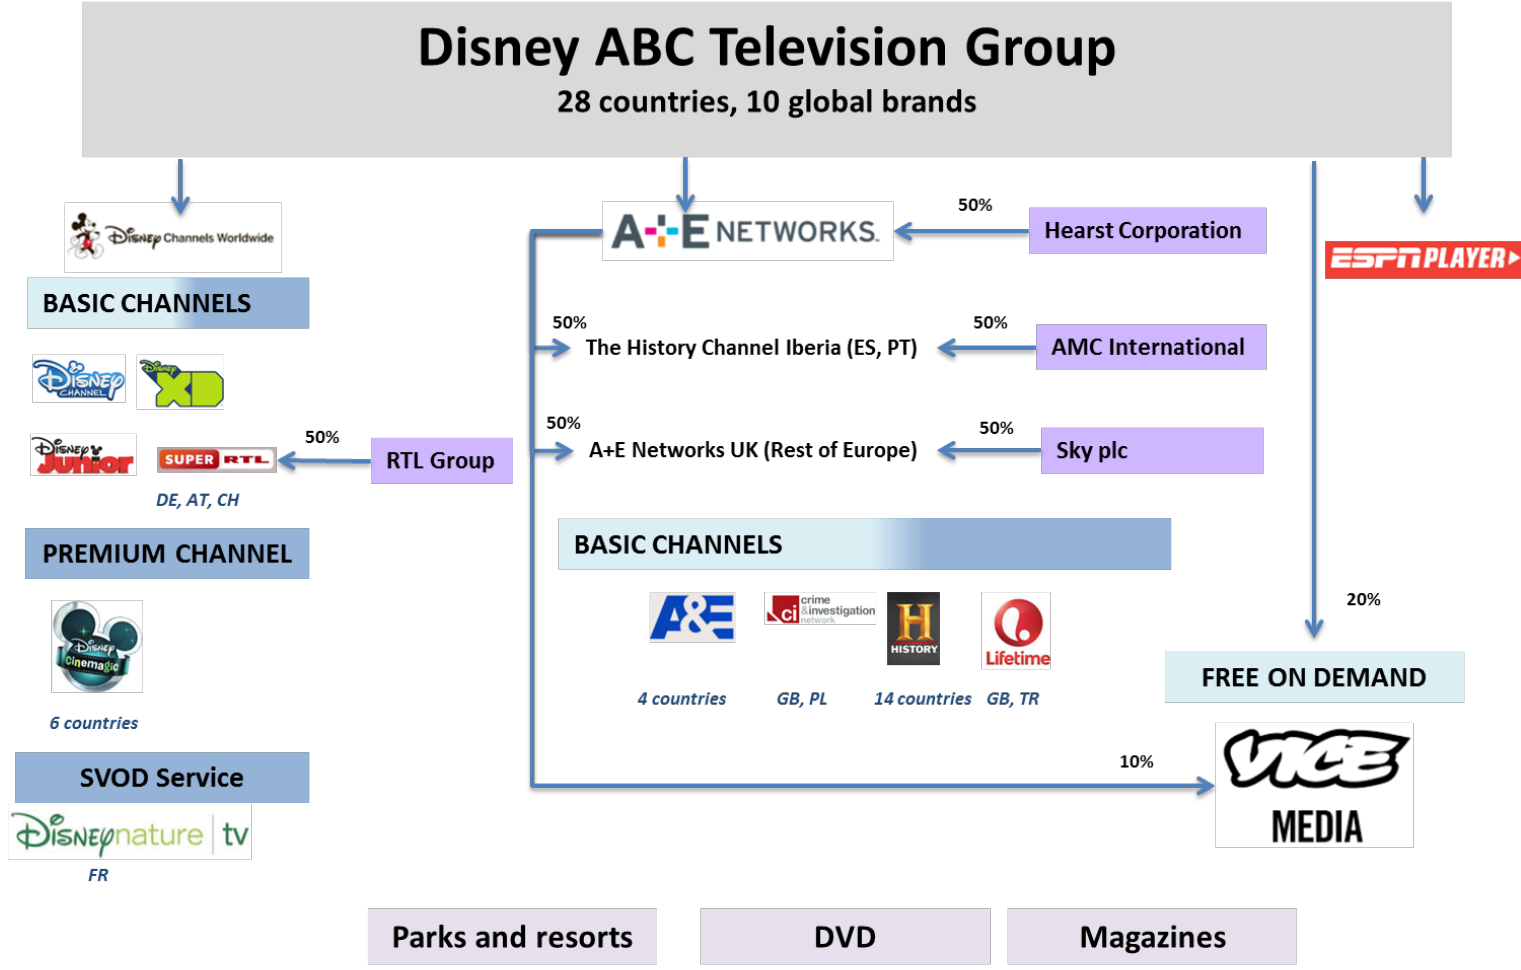 Disney ABC Television Group
28 countries, 10 global brands
Disney Channels Worldwide
A+E NETWORKS™
50%
Hearst Corporation
ESPN PLAYER
BASIC CHANNELS
50%
The History Channel Iberia (ES, PT)
50%
AMC International
Disney CHANNEL
Disney XD
Disney Junior
SUPER RTL
50%
RTL Group
DE, AT, CH
50%
A+E Networks UK (Rest of Europe)
50%
Sky plc
PREMIUM CHANNEL
Disney
Cinemagic
6 countries
BASIC CHANNELS
A&E
ci crime
&investigation
network
H
HISTORY
Lifetime
4 countries
GB, PL
14 countries
GB, TR
20%
FREE ON DEMAND
SVOD Service
Disneynature tv
FR
10%
VICE
MEDIA
Parks and resorts
DVD
Magazines